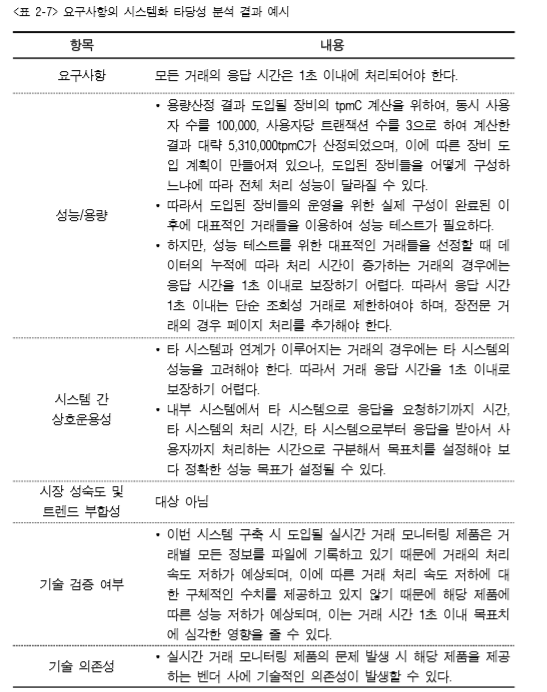 <표 2-7> 요구사항의 시스템화 타당성 분석 결과 예시
항목 내용
요구사항 모든 거래의 응답 시간은 1초 이내에 처리되어야 한다.
성능/용량
• 용량산정 결과 도입될 장비의 tpmC 계산을 위하여, 동시 사용
자 수를 100,000, 사용자당 트랜잭션 수를 3으로 하여 계산한
결과 대략 5,310,000tpmC가 산정되었으며, 이에 따른 장비 도
입 계획이 만들어져 있으나, 도입된 장비들을 어떻게 구성하
느냐에 따라 전체 처리 성능이 달라질 수 있다.
• 따라서 도입된 장비들의 운영을 위한 실제 구성이 완료된 이
후에 대표적인 거래들을 이용하여 성능 테스트가 필요하다.
• 하지만, 성능 테스트를 위한 대표적인 거래들을 선정할 때 데
이터의 누적에 따라 처리 시간이 증가하는 거래의 경우에는
응답 시간을 1초 이내로 보장하기 어렵다. 따라서 응답 시간
1초 이내는 단순 조회성 거래로 제한하여야 하며, 장전문 거
래의 경우 페이지 처리를 추가해야 한다.
시스템 간
상호운용성
• 타 시스템과 연계가 이루어지는 거래의 경우에는 타 시스템의
성능을 고려해야 한다. 따라서 거래 응답 시간을 1초 이내로
보장하기 어렵다.
• 내부 시스템에서 타 시스템으로 응답을 요청하기까지 시간,
타 시스템의 처리 시간, 타 시스템으로부터 응답을 받아서 사
용자까지 처리하는 시간으로 구분해서 목표치를 설정해야 보
다 정확한 성능 목표가 설정될 수 있다.
시장 성숙도 및
트렌드 부합성
대상 아님
기술 검증 여부
• 이번 시스템 구축 시 도입될 실시간 거래 모니터링 제품은 거
래별 모든 정보를 파일에 기록하고 있기 때문에 거래의 처리
속도 저하가 예상되며, 이에 따른 거래 처리 속도 저하에 대
한 구체적인 수치를 제공하고 있지 않기 때문에 해당 제품에
따른 성능 저하가 예상되며, 이는 거래 시간 1초 이내 목표치
에 심각한 영향을 줄 수 있다.
기술 의존성
• 실시간 거래 모니터링 제품의 문제 발생 시 해당 제품을 제공
하는 벤더 사에 기술적인 의존성이 발생할 수 있다.